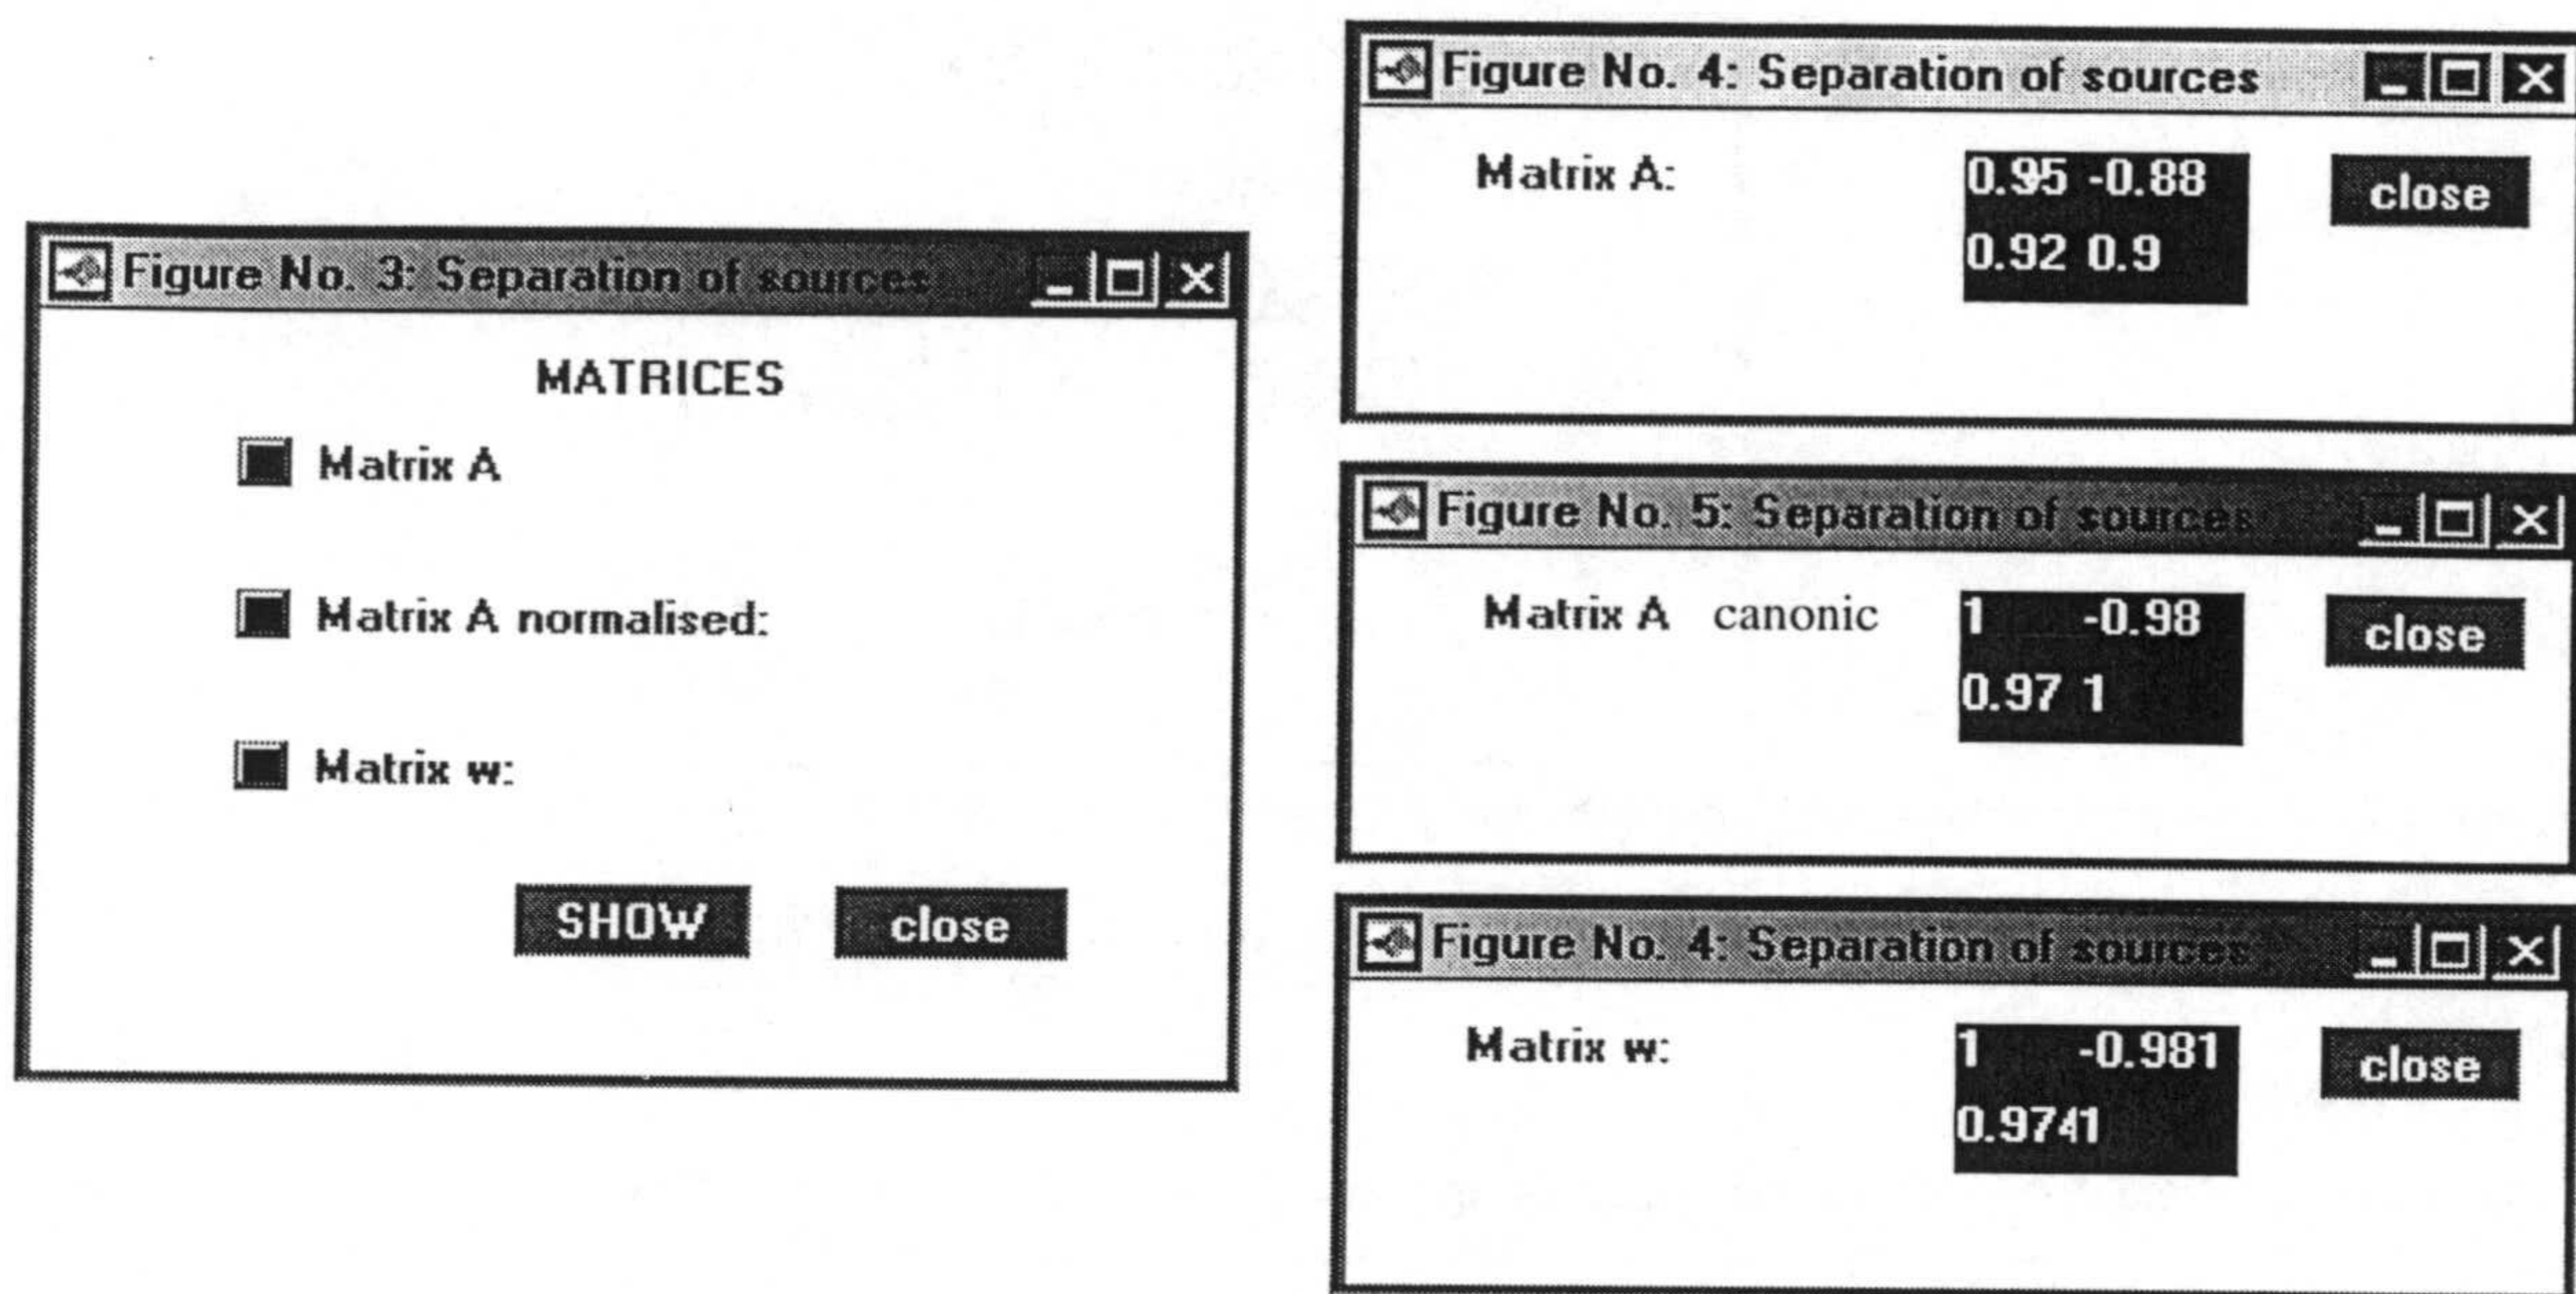 Figure No. 3: Separation of sources
MATRICES
Matrix A
Matrix A normalised:
Matrix w:
SHOW close
Figure No. 4: Separation of sources
Matrix A: 0.95 -0.88 close
0.92 0.9
Figure No. 5: Separation of sources
Matrix A canonic 1 -0.98 close
0.97 1
Figure No. 4: Separation of sources
Matrix w: 1 -0.981 close
0.9741